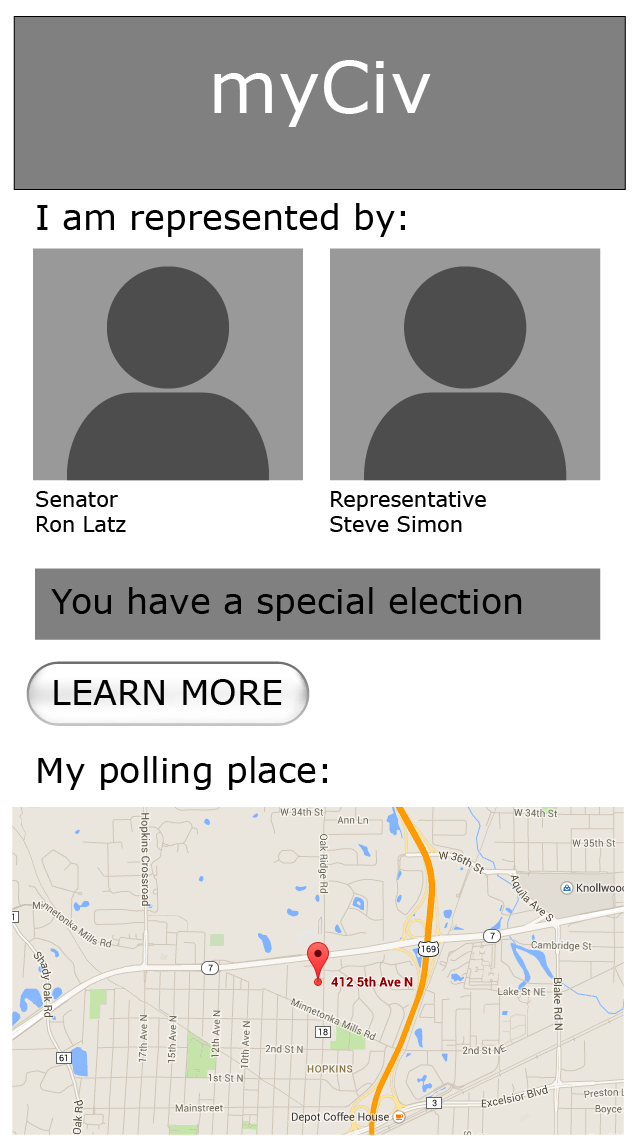 myCiv
I am represented by:
Senator
Ron Latz
Representative
Steve Simon
You have a special election
LEARN MORE
My polling place:
W 34th St
Ann Ln
W 34th St
Hopkins Crossroad
Oak Ridge Rd
W 35th St
W 36th St
Aquila Ave S
Knollwoo
1
Minnetonka Mills Rd
7
Cambridge St
169
Shady Oak Rd
7
412 5th Ave N
Lake St NE
Blake Rd N
Minnetonka Mills Rd
17th Ave N
15th Ave N
12th Ave N
10th Ave N
18
61
2nd St N
2nd St NE
HOPKINS
1st St N
Excelsior Blvd
Preston L
3
Mainstreet
Boyce
Oak Rd
Depot Coffee House